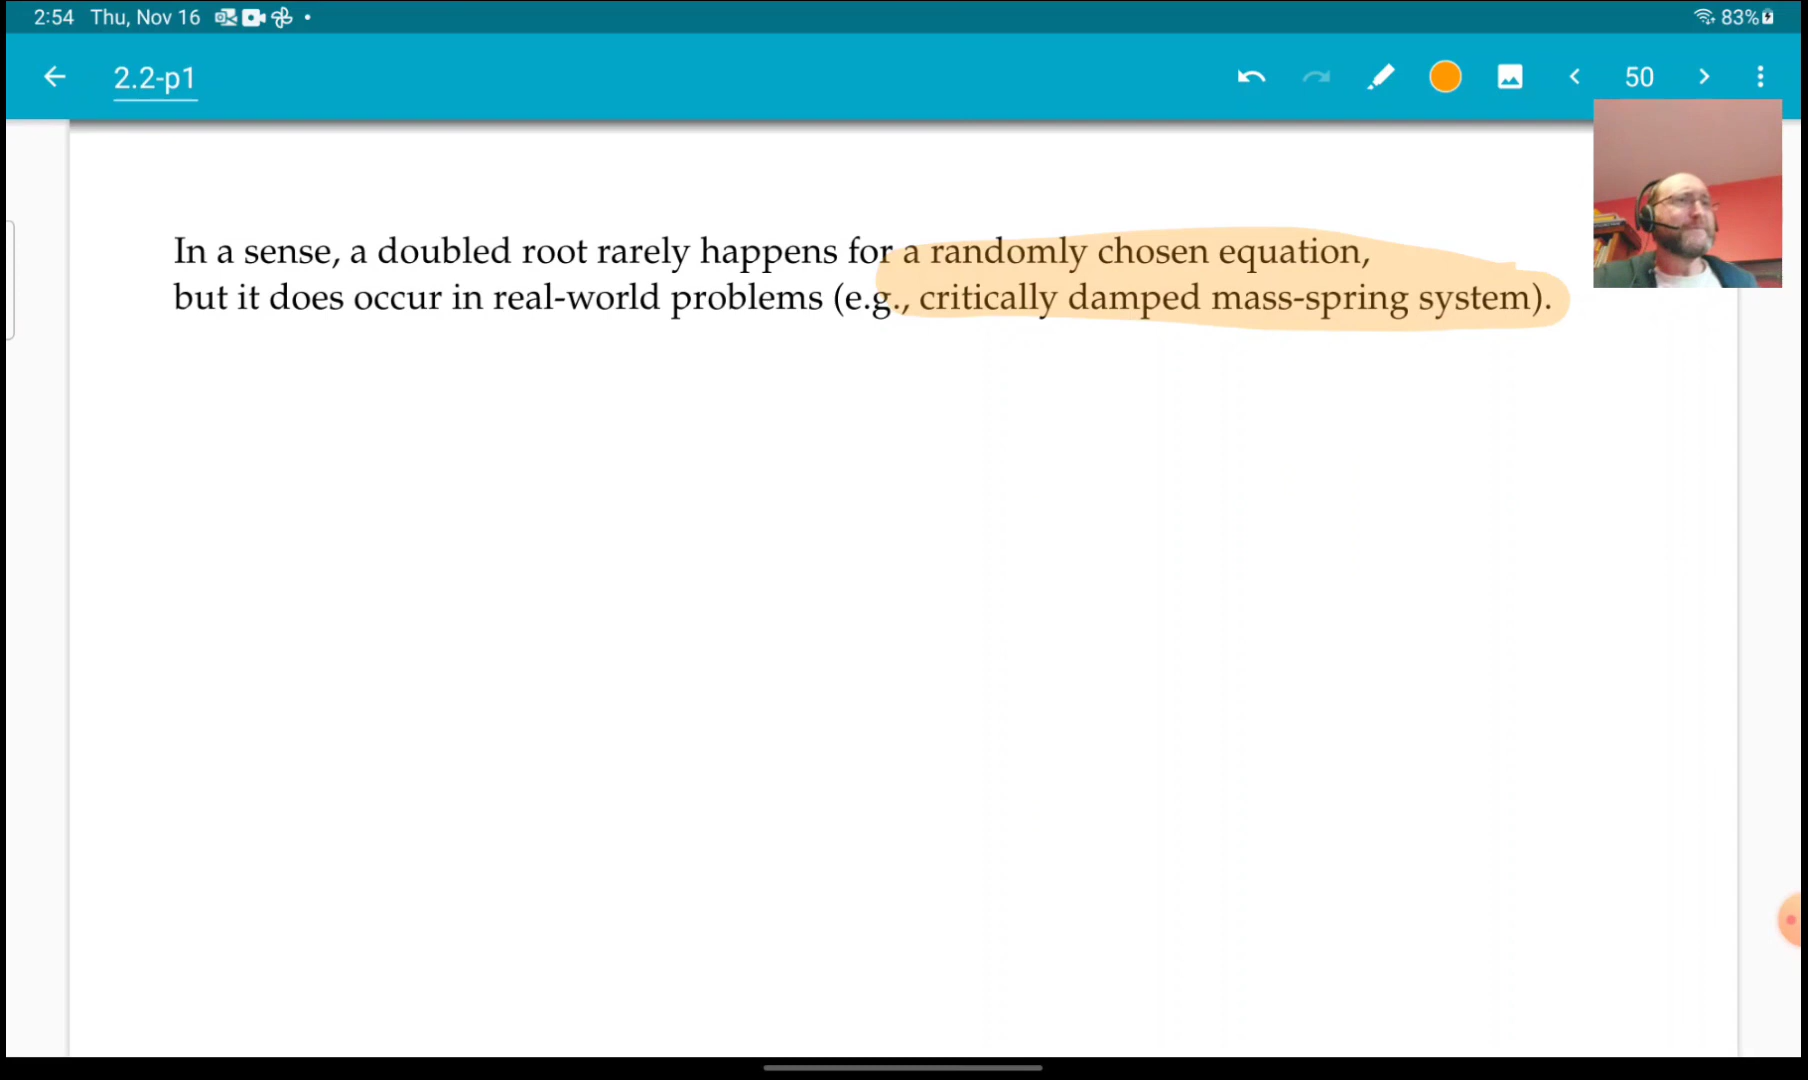 2:54 Thu, Nov 16 83%
2.2-p1 50
In a sense, a doubled root rarely happens for a randomly chosen equation,
but it does occur in real-world problems (e.g., critically damped mass-spring system).